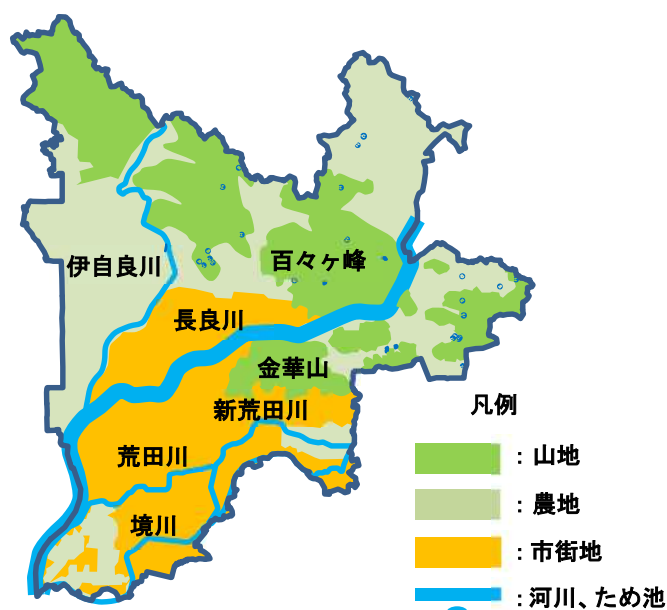 伊自良川
百々ヶ峰
長良川
金華山
新荒田川
荒田川
境川
凡例
：山地
：農地
：市街地
：河川、ため池